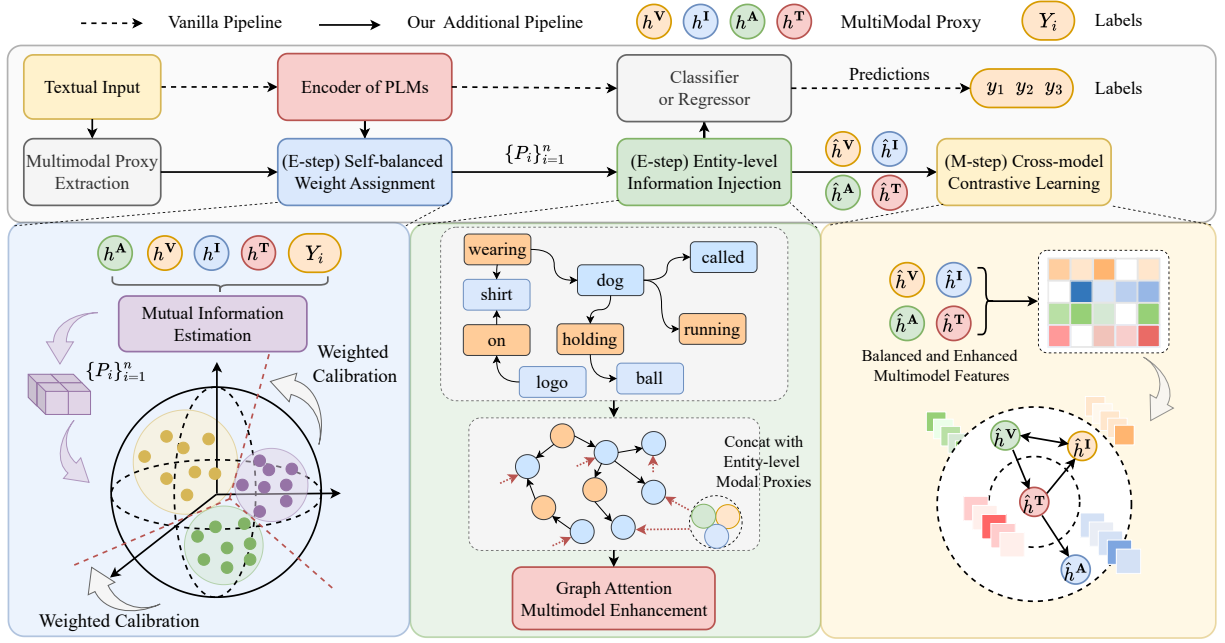 Vanilla Pipeline
Our Additional Pipeline
h^V h^I h^A h^T
MultiModal Proxy
Y_i
Labels
Textual Input
Encoder of PLMs
Classifier
or Regressor
Predictions
y_1 y_2 y_3
Labels
Multimodal Proxy
Extraction
(E-step) Self-balanced
Weight Assignment
{P_i}_{i=1}^n
(E-step) Entity-level
Information Injection
ĥ^V ĥ^I
ĥ^A ĥ^T
(M-step) Cross-model
Contrastive Learning
h^A h^V h^I h^T Y_i
Mutual Information
Estimation
{P_i}_{i=1}^n
Weighted
Calibration
Weighted Calibration
wearing
called
dog
shirt
running
on
holding
logo
ball
Concat with
Entity-level
Modal Proxies
Graph Attention
Multimodel Enhancement
ĥ^V ĥ^I
ĥ^A ĥ^T
Balanced and Enhanced
Multimodel Features
ĥ^V
ĥ^I
ĥ^T
ĥ^A